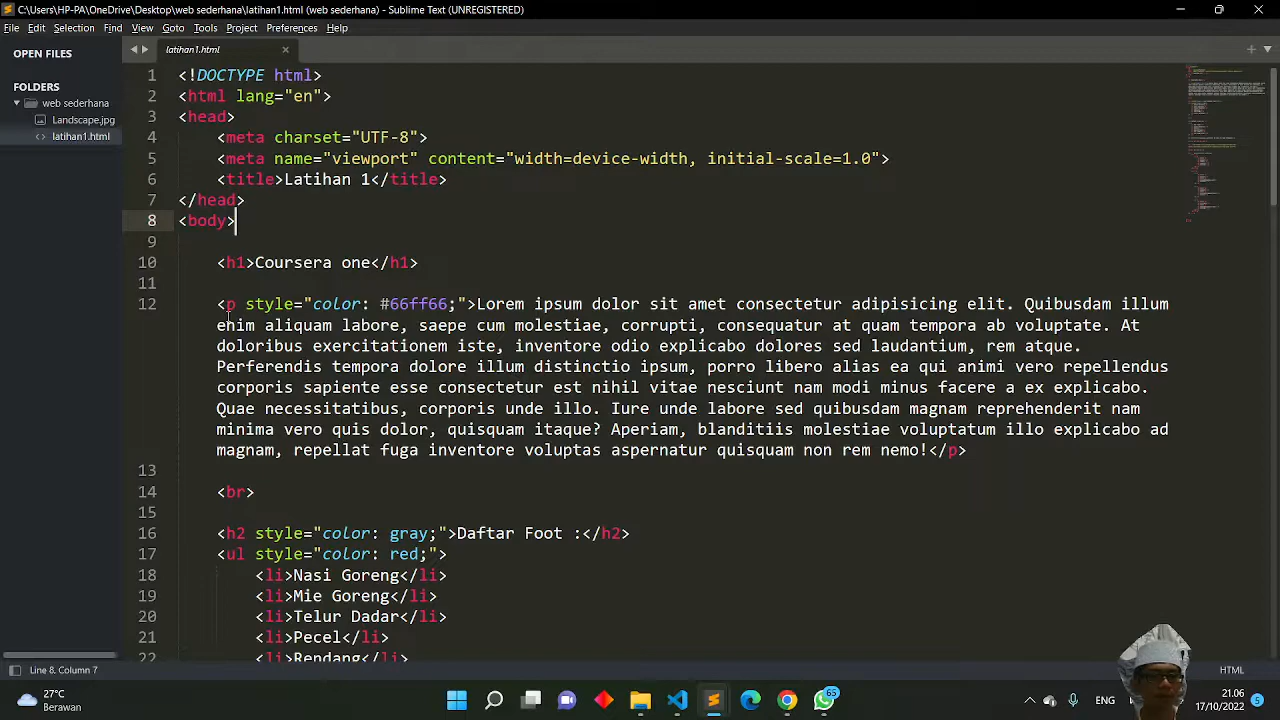 C:\Users\HP-PA\OneDrive\Desktop\web sederhana\latihan1.html (web sederhana) - Sublime Text (UNREGISTERED)
File Edit Selection Find View Goto Tools Project Preferences Help
OPEN FILES
FOLDERS
web sederhana
Landscape.jpg
<> latihan1.html
latihan1.html
1 <!DOCTYPE html>
2 <html lang="en">
3 <head>
4 <meta charset="UTF-8">
5 <meta name="viewport" content="width=device-width, initial-scale=1.0">
6 <title>Latihan 1</title>
7 </head>
8 <body>
9
10 <h1>Coursera one</h1>
11
12 <p style="color: #66ff66;">Lorem ipsum dolor sit amet consectetur adipisicing elit. Quibusdam illum
enim aliquam labore, saepe cum molestiae, corrupti, consequatur at quam tempora ab voluptate. At
doloribus exercitationem iste, inventore odio explicabo dolores sed laudantium, rem atque.
Perferendis tempora dolore illum distinctio ipsum, porro libero alias ea qui animi vero repellendus
corporis sapiente esse consectetur est nihil vitae nesciunt nam modi minus facere a ex explicabo.
Quae necessitatibus, corporis unde illo. Iure unde labore sed quibusdam magnam reprehenderit nam
minima vero quis dolor, quisquam itaque? Aperiam, blanditiis molestiae voluptatum illo explicabo ad
magnam, repellat fuga inventore voluptas aspernatur quisquam non rem nemo!</p>
13
14 <br>
15
16 <h2 style="color: gray;">Daftar Foot :</h2>
17 <ul style="color: red;">
18 <li>Nasi Goreng</li>
19 <li>Mie Goreng</li>
20 <li>Telur Dadar</li>
21 <li>Pecel</li>
22 <li>Rendang</li>
Line 8, Column 7
HTML
27°C
Berawan
65
ENG
21.06
17/10/2022